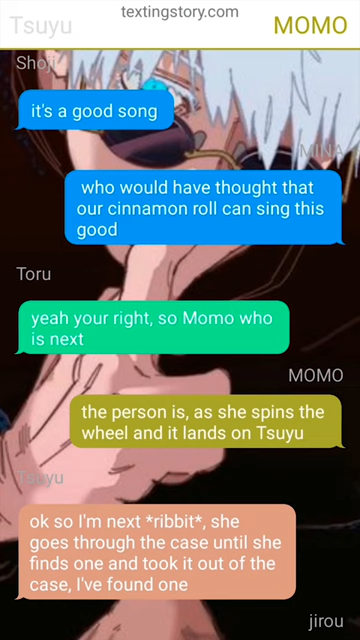 textingstory.com
Tsuyu MOMO
Shoji
it's a good song
MINA
who would have thought that
our cinnamon roll can sing this
good
Toru
yeah your right, so Momo who
is next
MOMO
the person is, as she spins the
wheel and it lands on Tsuyu
Tsuyu
ok so I'm next *ribbit*, she
goes through the case until she
finds one and took it out of the
case, I've found one
jirou